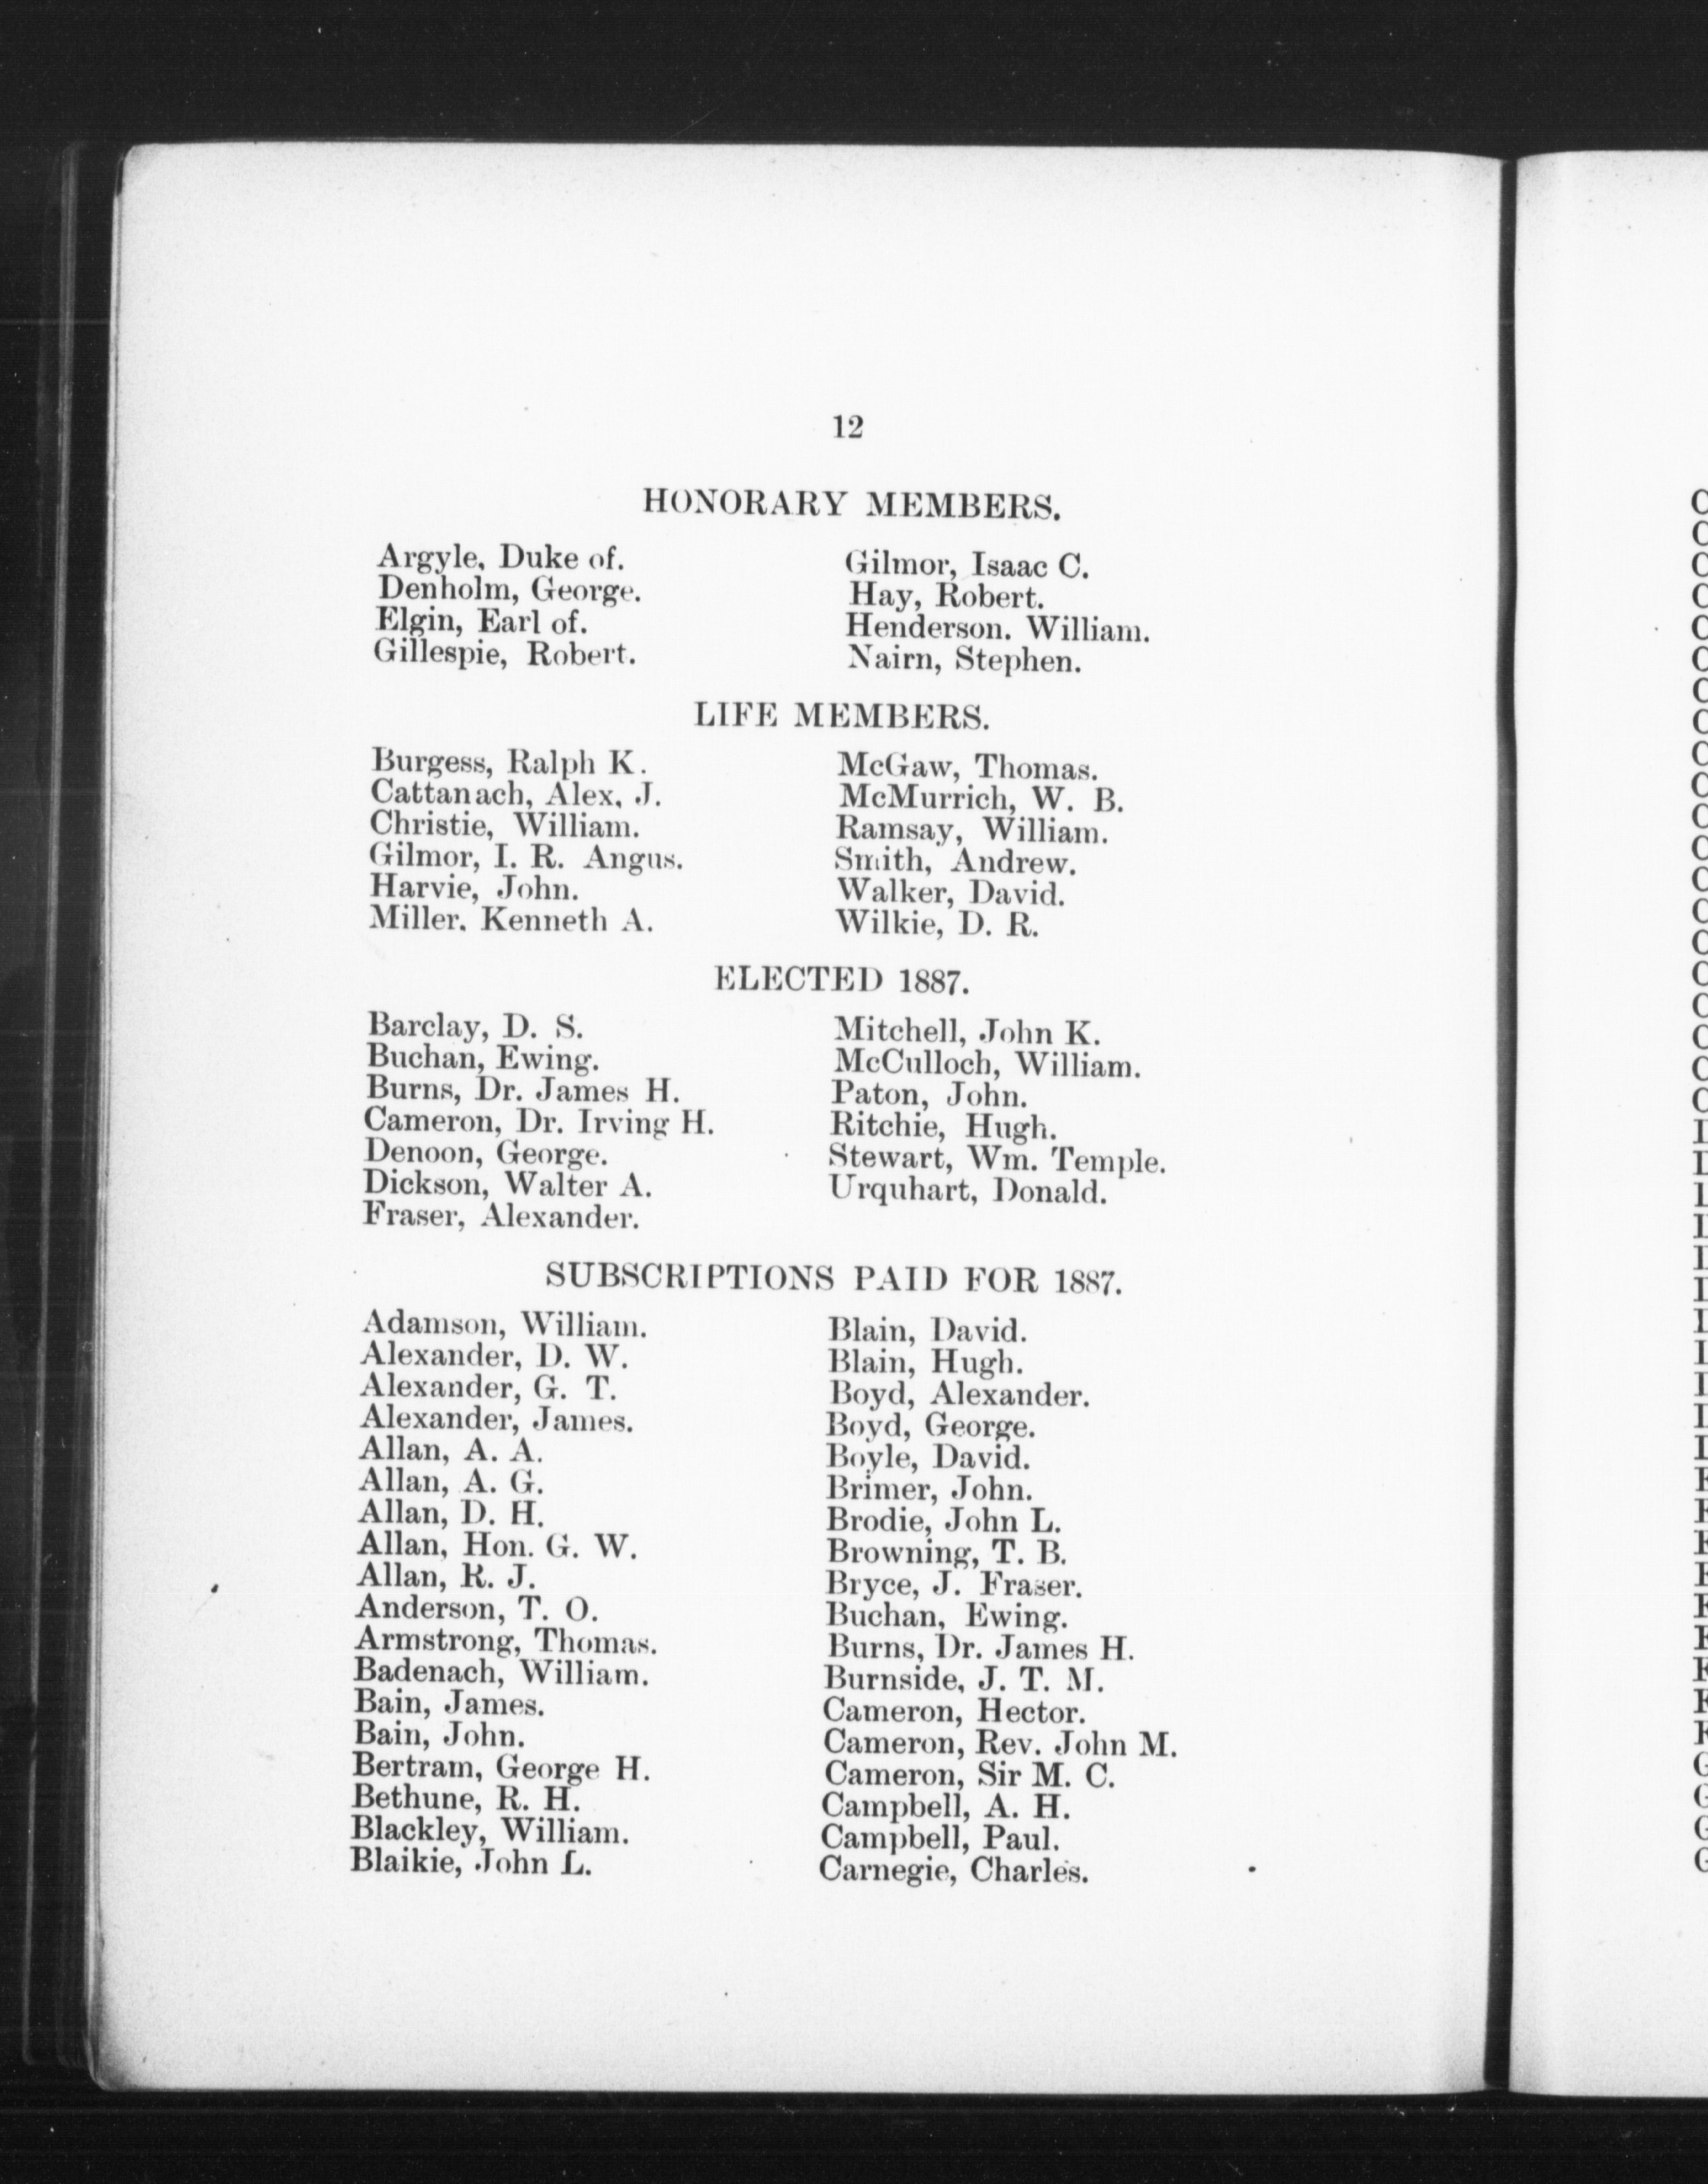 12
HONORARY MEMBERS.
Argyle, Duke of.
Denholm, George.
Elgin, Earl of.
Gillespie, Robert.
Gilmor, Isaac C.
Hay, Robert.
Henderson. William.
Nairn, Stephen.
LIFE MEMBERS.
Burgess, Ralph K.
Cattanach, Alex, J.
Christie, William.
Gilmor, I. R. Angus.
Harvie, John.
Miller. Kenneth A.
McGaw, Thomas.
McMurrich, W. B.
Ramsay, William.
Smith, Andrew.
Walker, David.
Wilkie, D. R.
ELECTED 1887.
Barclay, D. S.
Buchan, Ewing.
Burns, Dr. James H.
Cameron, Dr. Irving H.
Denoon, George.
Dickson, Walter A.
Fraser, Alexander.
Mitchell, John K.
McCulloch, William.
Paton, John.
Ritchie, Hugh.
Stewart, Wm. Temple.
Urquhart, Donald.
SUBSCRIPTIONS PAID FOR 1887.
Adamson, William.
Alexander, D. W.
Alexander, G. T.
Alexander, James.
Allan, A. A.
Allan, A. G.
Allan, D. H.
Allan, Hon. G. W.
Allan, R. J.
Anderson, T. O.
Armstrong, Thomas.
Badenach, William.
Bain, James.
Bain, John.
Bertram, George H.
Bethune, R. H.
Blackley, William.
Blaikie, John L.
Blain, David.
Blain, Hugh.
Boyd, Alexander.
Boyd, George.
Boyle, David.
Brimer, John.
Brodie, John L.
Browning, T. B.
Bryce, J. Fraser.
Buchan, Ewing.
Burns, Dr. James H.
Burnside, J. T. M.
Cameron, Hector.
Cameron, Rev. John M.
Cameron, Sir M. C.
Campbell, A. H.
Campbell, Paul.
Carnegie, Charles.